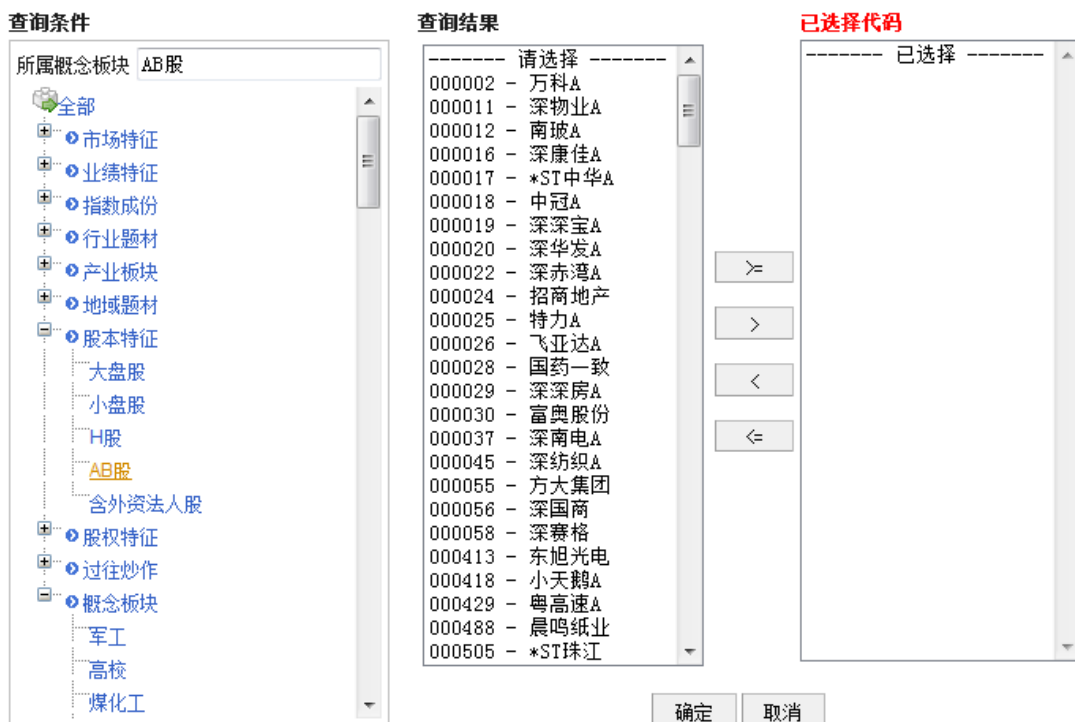 查询条件
所属概念板块 AB股
全部
市场特征
业绩特征
指数成份
行业题材
产业板块
地域题材
股本特征
大盘股
小盘股
H股
AB股
含外资法人股
股权特征
过往炒作
概念板块
军工
高校
煤化工
查询结果
------- 请选择 -------
000002 - 万科A
000011 - 深物业A
000012 - 南玻A
000016 - 深康佳A
000017 - *ST中华A
000018 - 中冠A
000019 - 深深宝A
000020 - 深华发A
000022 - 深赤湾A
000024 - 招商地产
000025 - 特力A
000026 - 飞亚达A
000028 - 国药一致
000029 - 深深房A
000030 - 富奥股份
000037 - 深南电A
000045 - 深纺织A
000055 - 方大集团
000056 - 深国商
000058 - 深赛格
000413 - 东旭光电
000418 - 小天鹅A
000429 - 粤高速A
000488 - 晨鸣纸业
000505 - *ST珠江
>=
>
<
<=
已选择代码
------- 已选择 -------
确定 取消